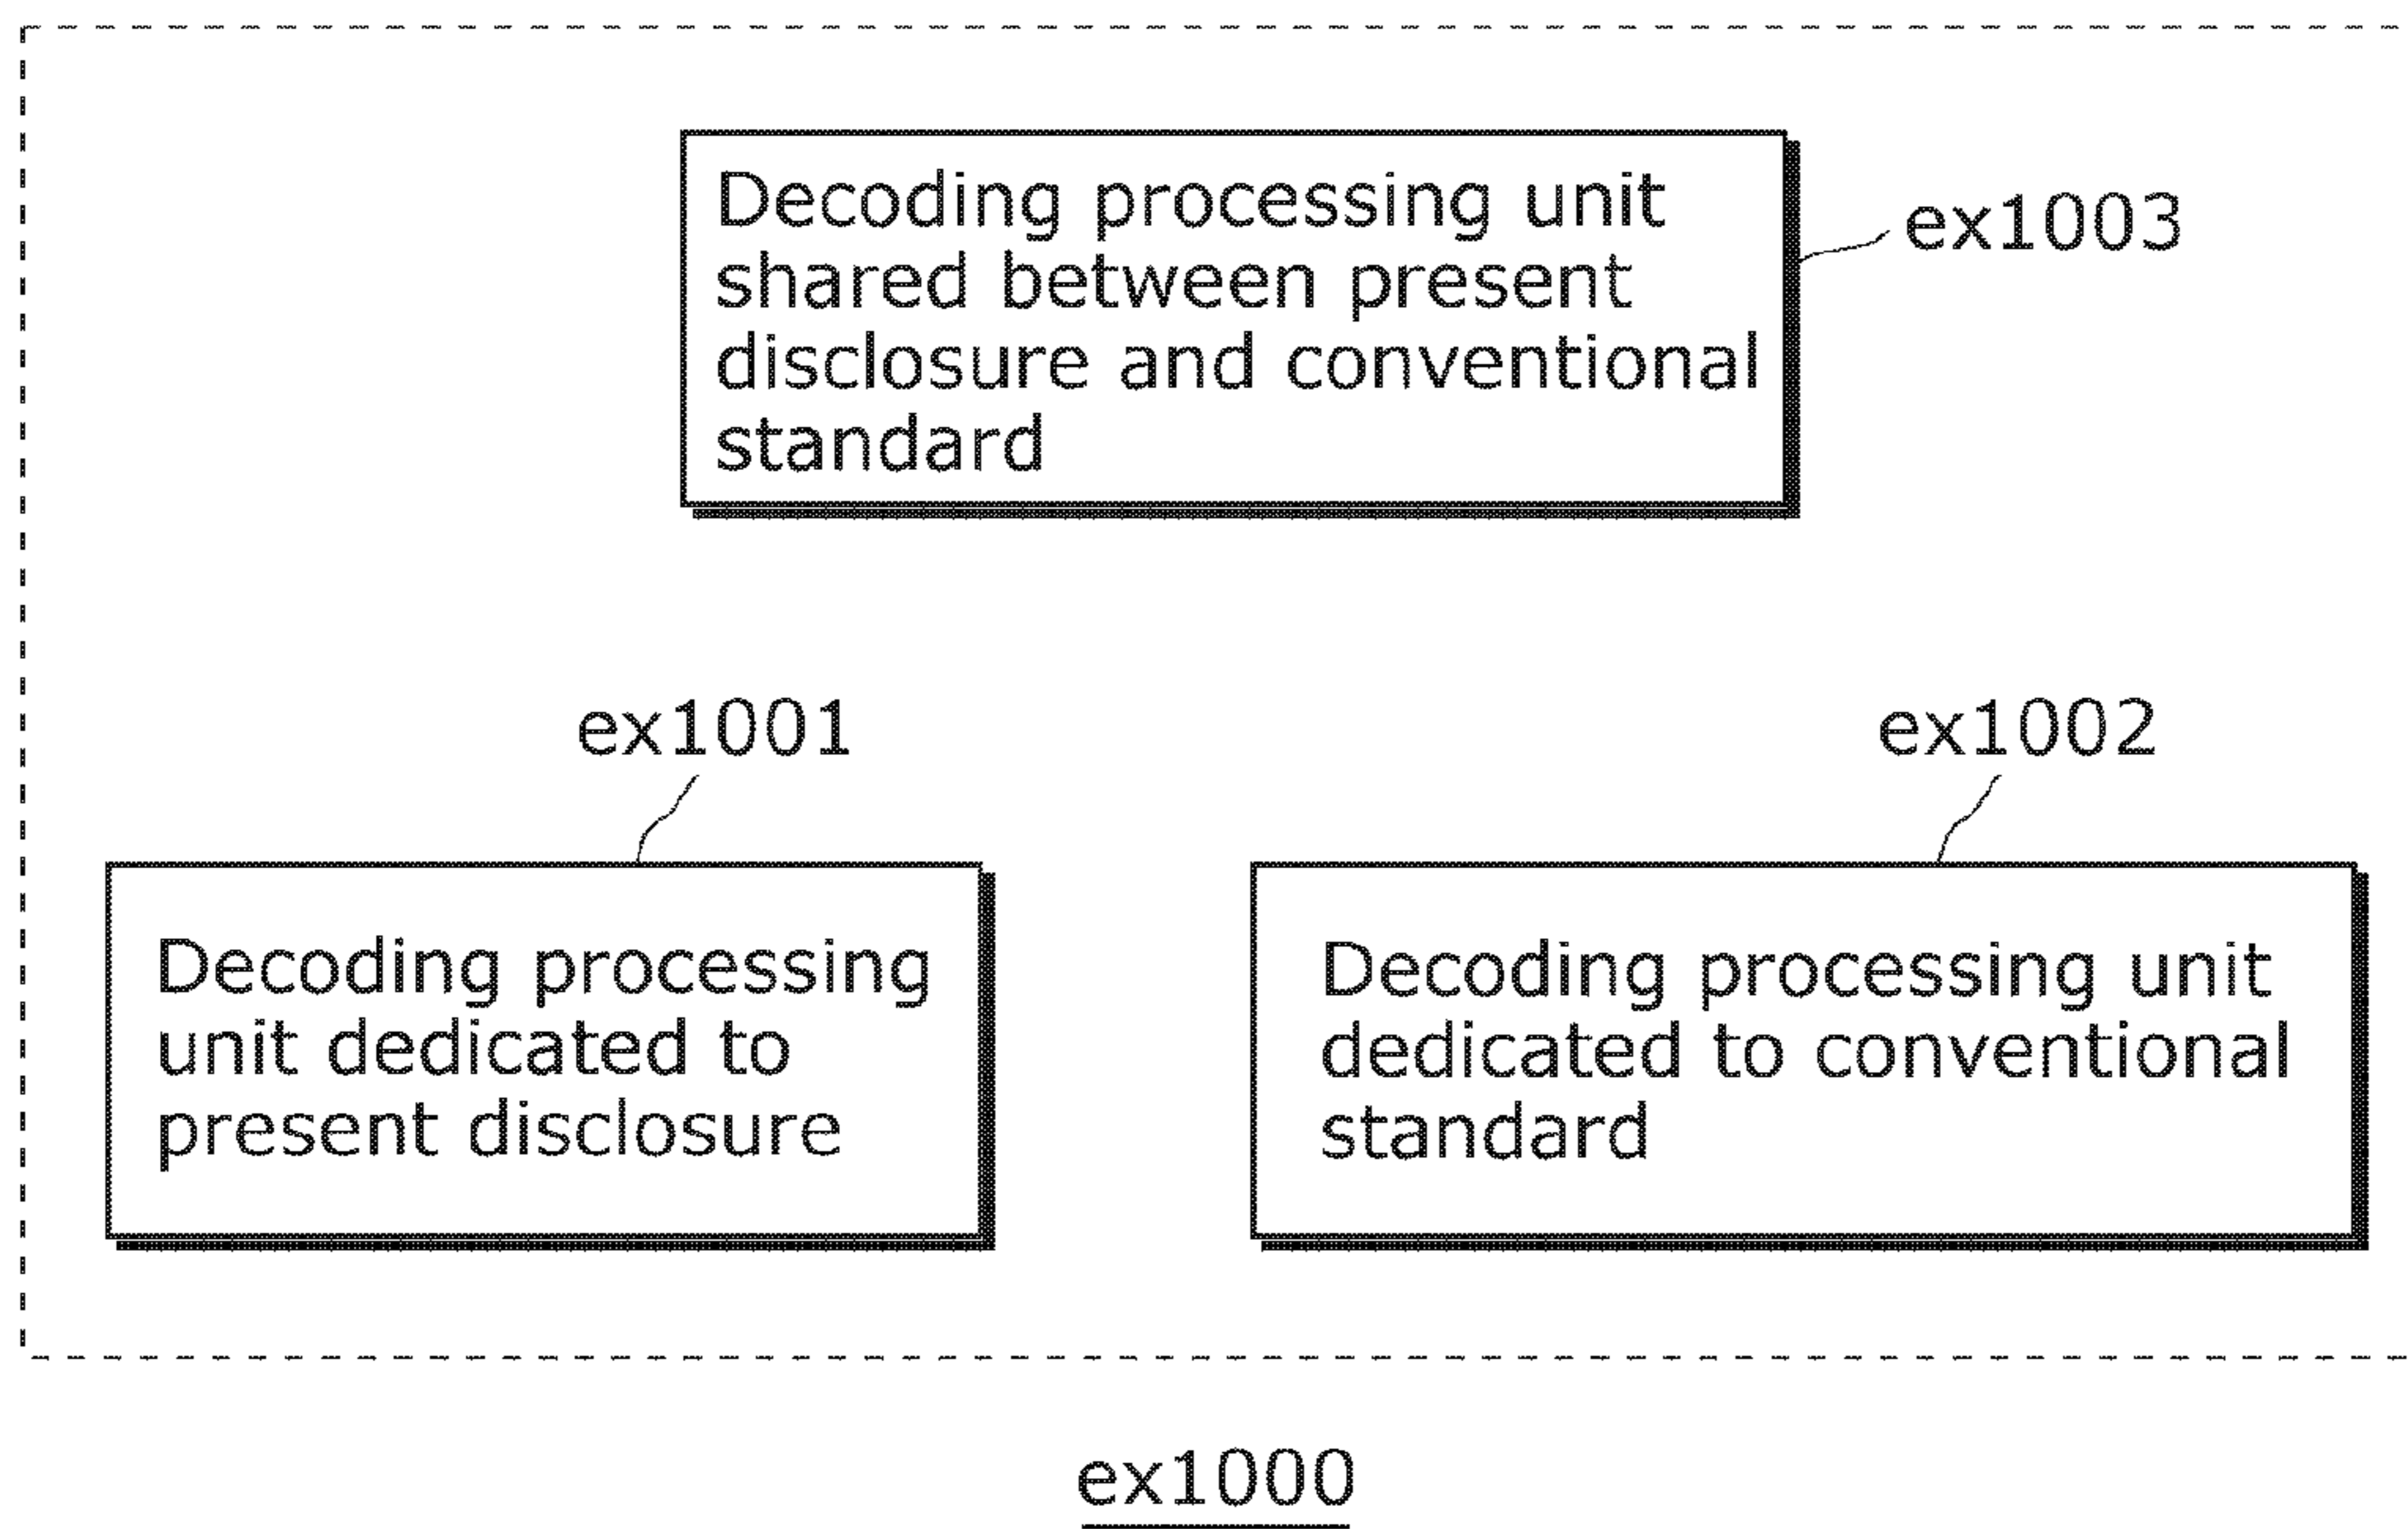 Decoding processing unit
shared between present
disclosure and conventional
standard
ex1003
ex1001
ex1002
Decoding processing
unit dedicated to
present disclosure
Decoding processing unit
dedicated to conventional
standard
ex1000